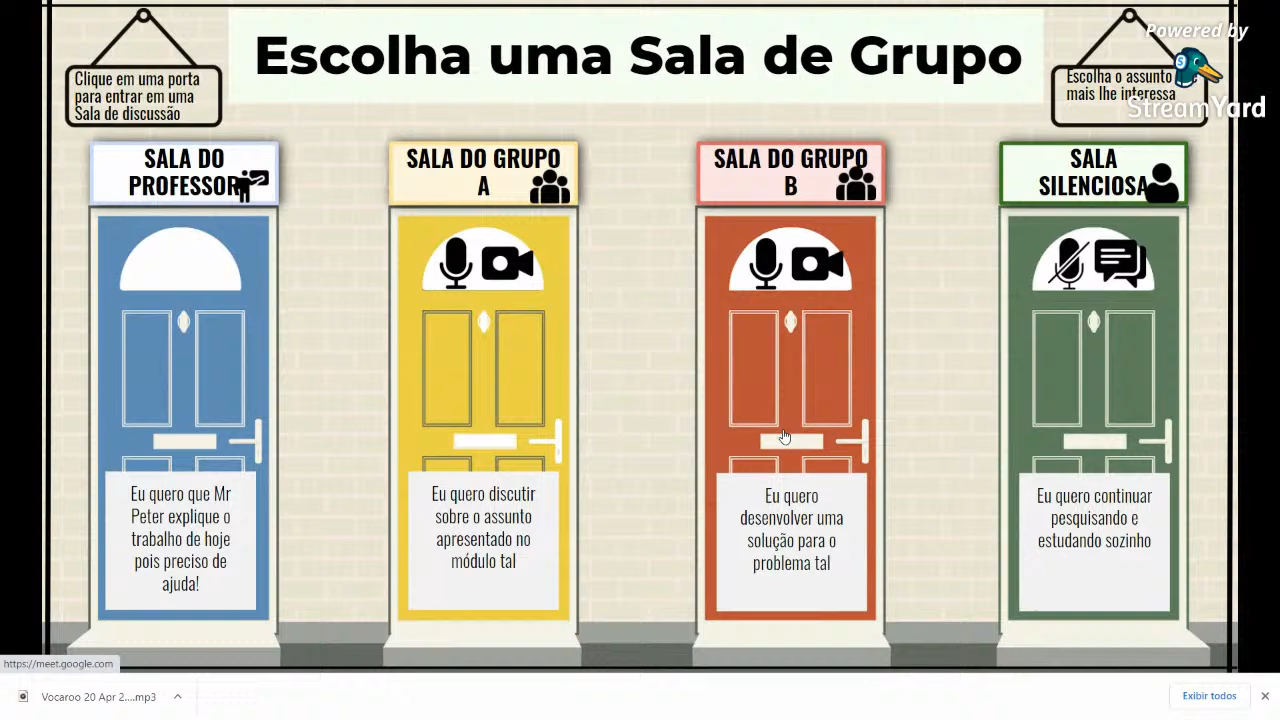 Escolha uma Sala de Grupo
Clique em uma porta
para entrar em uma
Sala de discussão
Escolha o assunto
mais lhe interessa
Powered by
StreamYard
SALA DO
PROFESSOR
SALA DO GRUPO
A
SALA DO GRUPO
B
SALA
SILENCIOSA
Eu quero que Mr
Peter explique o
trabalho de hoje
pois preciso de
ajuda!
Eu quero discutir
sobre o assunto
apresentado no
módulo tal
Eu quero
desenvolver uma
solução para o
problema tal
Eu quero continuar
pesquisando e
estudando sozinho
https://meet.google.com
Vocaroo 20 Apr 2....mp3
Exibir todos